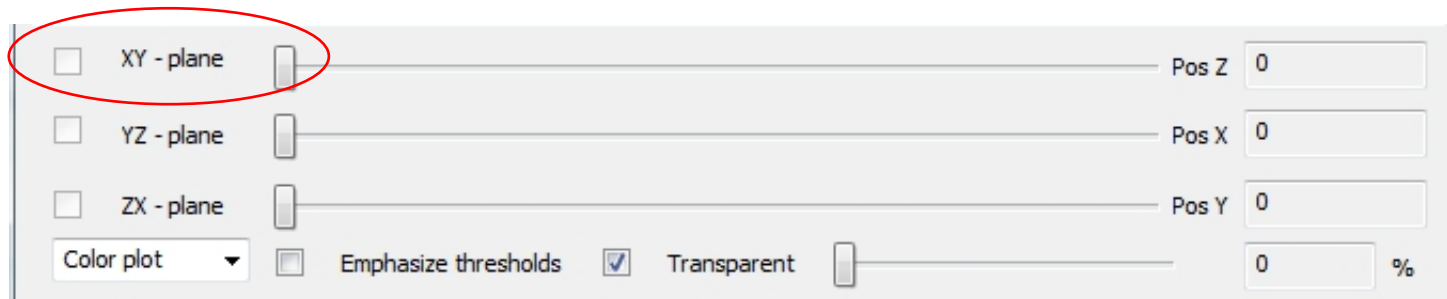 XY - plane Pos Z 0
YZ - plane Pos X 0
ZX - plane Pos Y 0
Color plot Emphasize thresholds Transparent 0 %